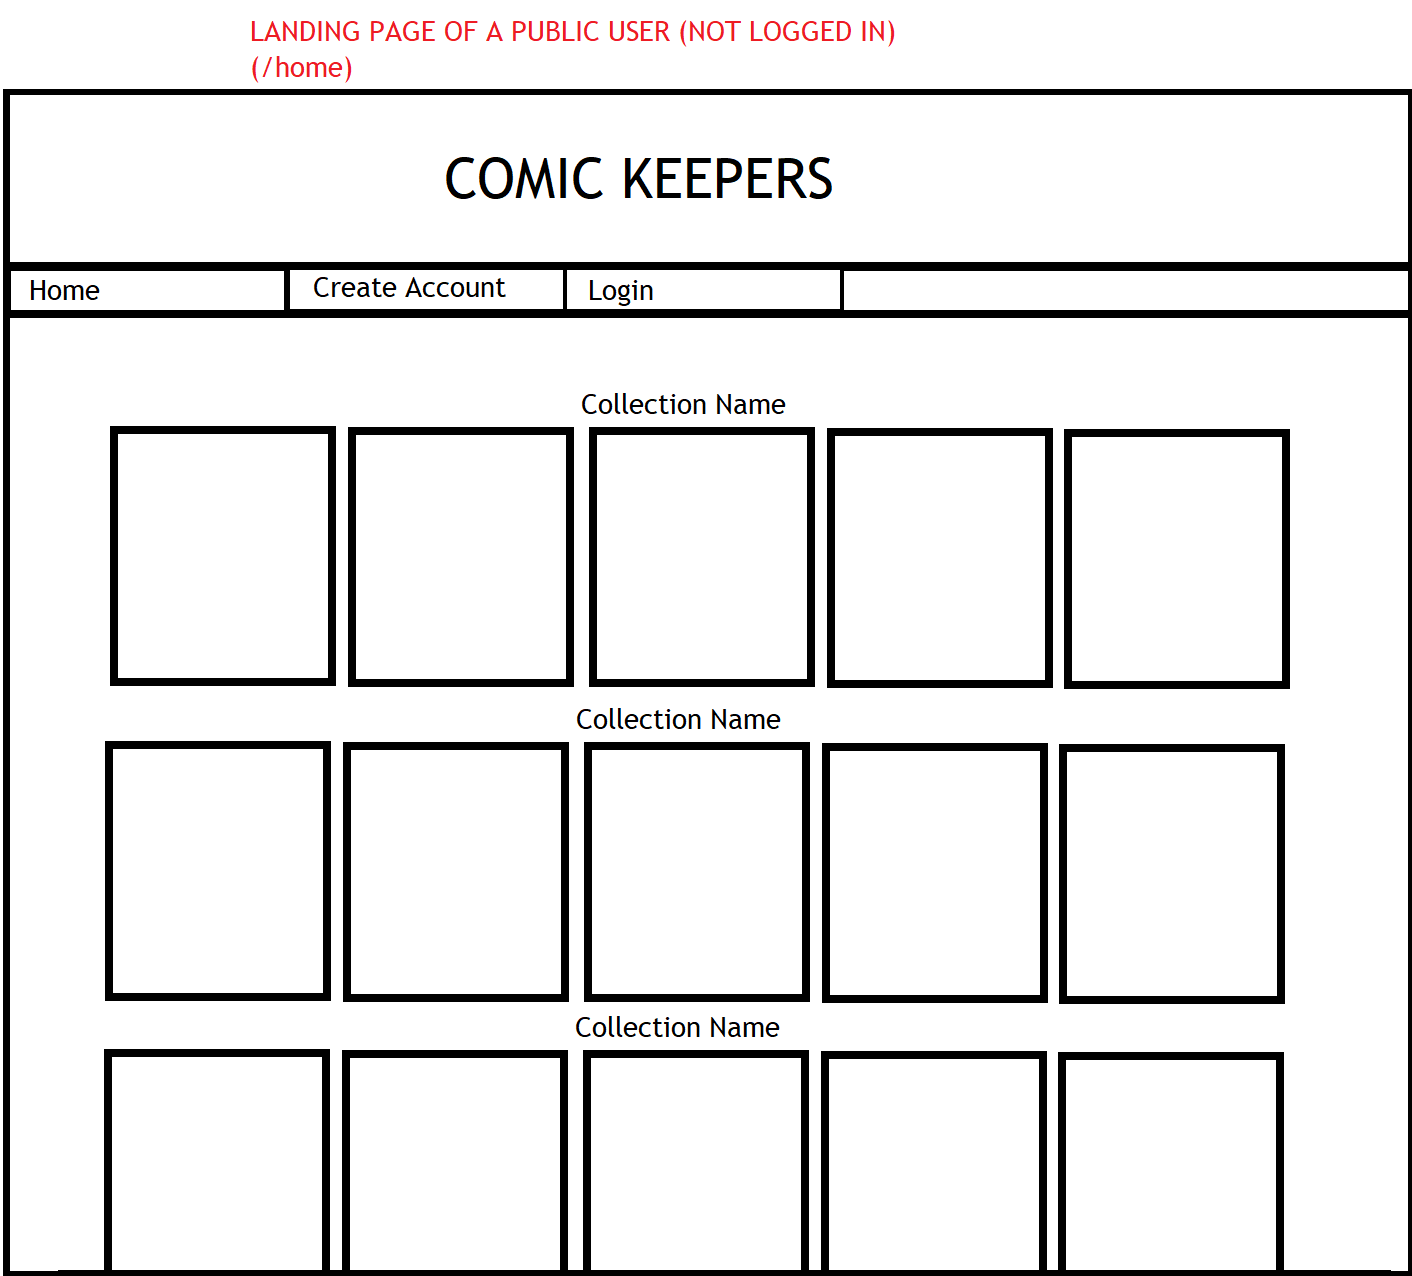 LANDING PAGE OF A PUBLIC USER (NOT LOGGED IN)
(/home)
COMIC KEEPERS
Home
Create Account
Login
Collection Name
Collection Name
Collection Name